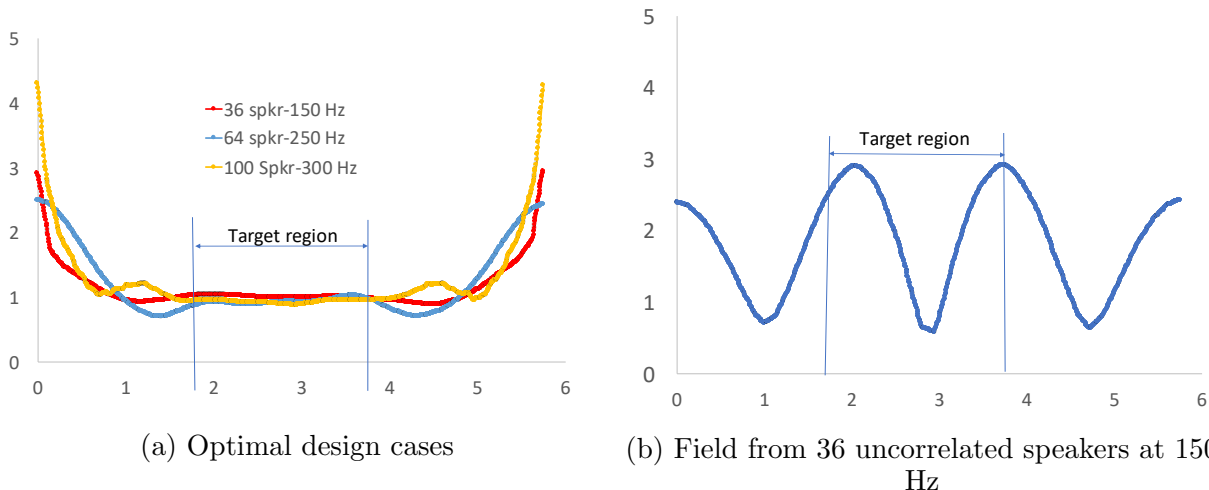 5
4
3
2
1
0
36 spkr-150 Hz
64 spkr-250 Hz
100 Spkr-300 Hz
Target region
0 1 2 3 4 5 6
(a) Optimal design cases
5
4
3
2
1
0
Target region
0 1 2 3 4 5 6
(b) Field from 36 uncorrelated speakers at 150
Hz